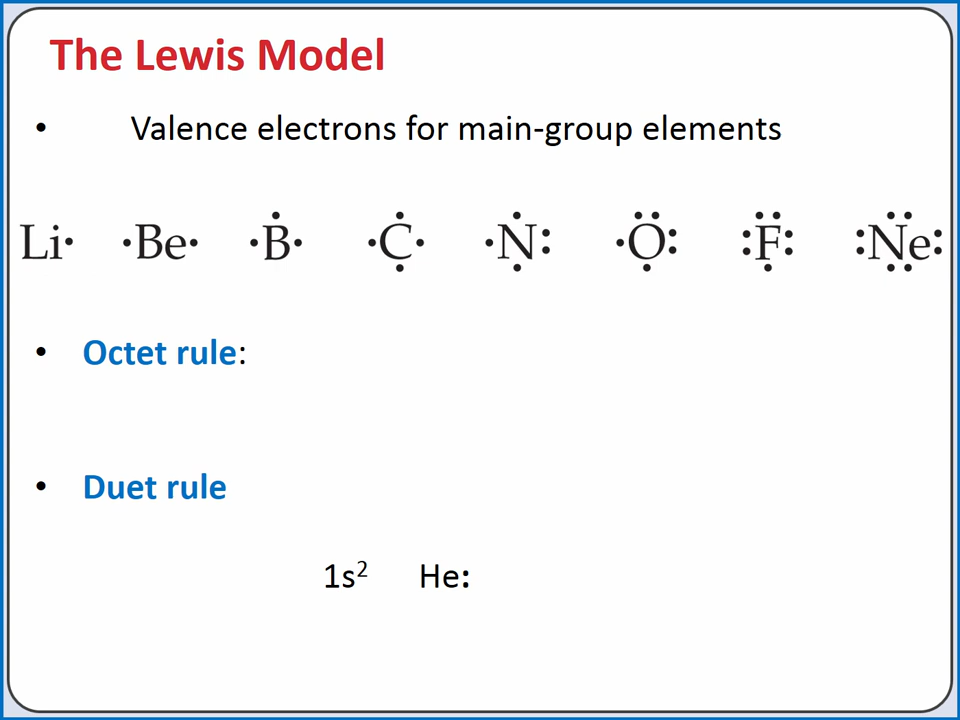 The Lewis Model
• Valence electrons for main-group elements
Li· ·Be· ·B· ·C· ·N: ·O: :F: :Ne:
• Octet rule:
• Duet rule
1s² He: